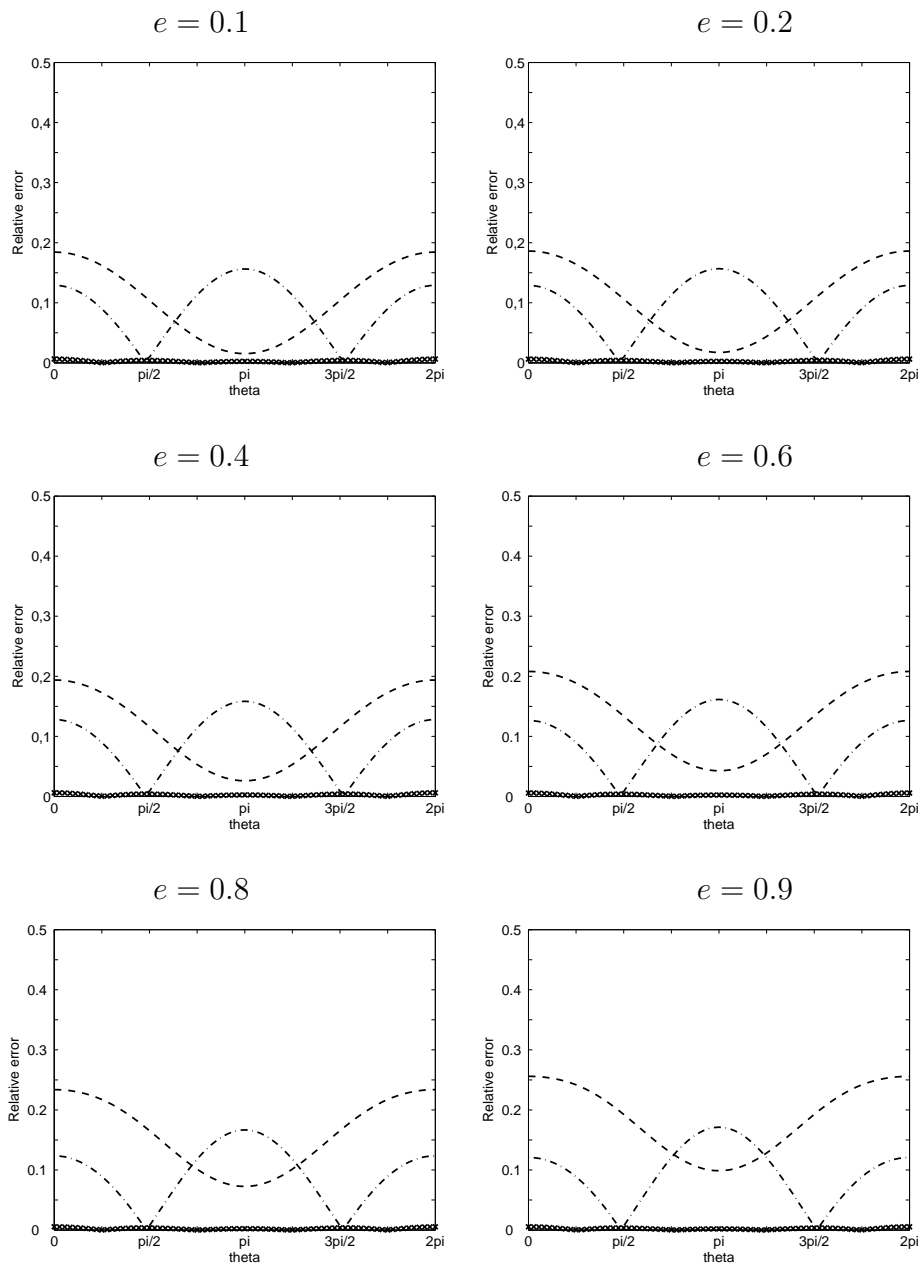 e = 0.1
0.5
0,4
0,3
0,2
0,1
0
Relative error
0 pi/2 pi 3pi/2 2pi
theta
e = 0.2
0.5
0,4
0,3
0,2
0,1
0
Relative error
0 pi/2 pi 3pi/2 2pi
theta
e = 0.4
0.5
0,4
0,3
0,2
0,1
0
Relative error
0 pi/2 pi 3pi/2 2pi
theta
e = 0.6
0.5
0.4
0.3
0.2
0.1
0
Relative error
0 pi/2 pi 3pi/2 2pi
theta
e = 0.8
0.5
0.4
0.3
0.2
0.1
0
Relative error
0 pi/2 pi 3pi/2 2pi
theta
e = 0.9
0.5
0.4
0.3
0.2
0.1
0
Relative error
0 pi/2 pi 3pi/2 2pi
theta